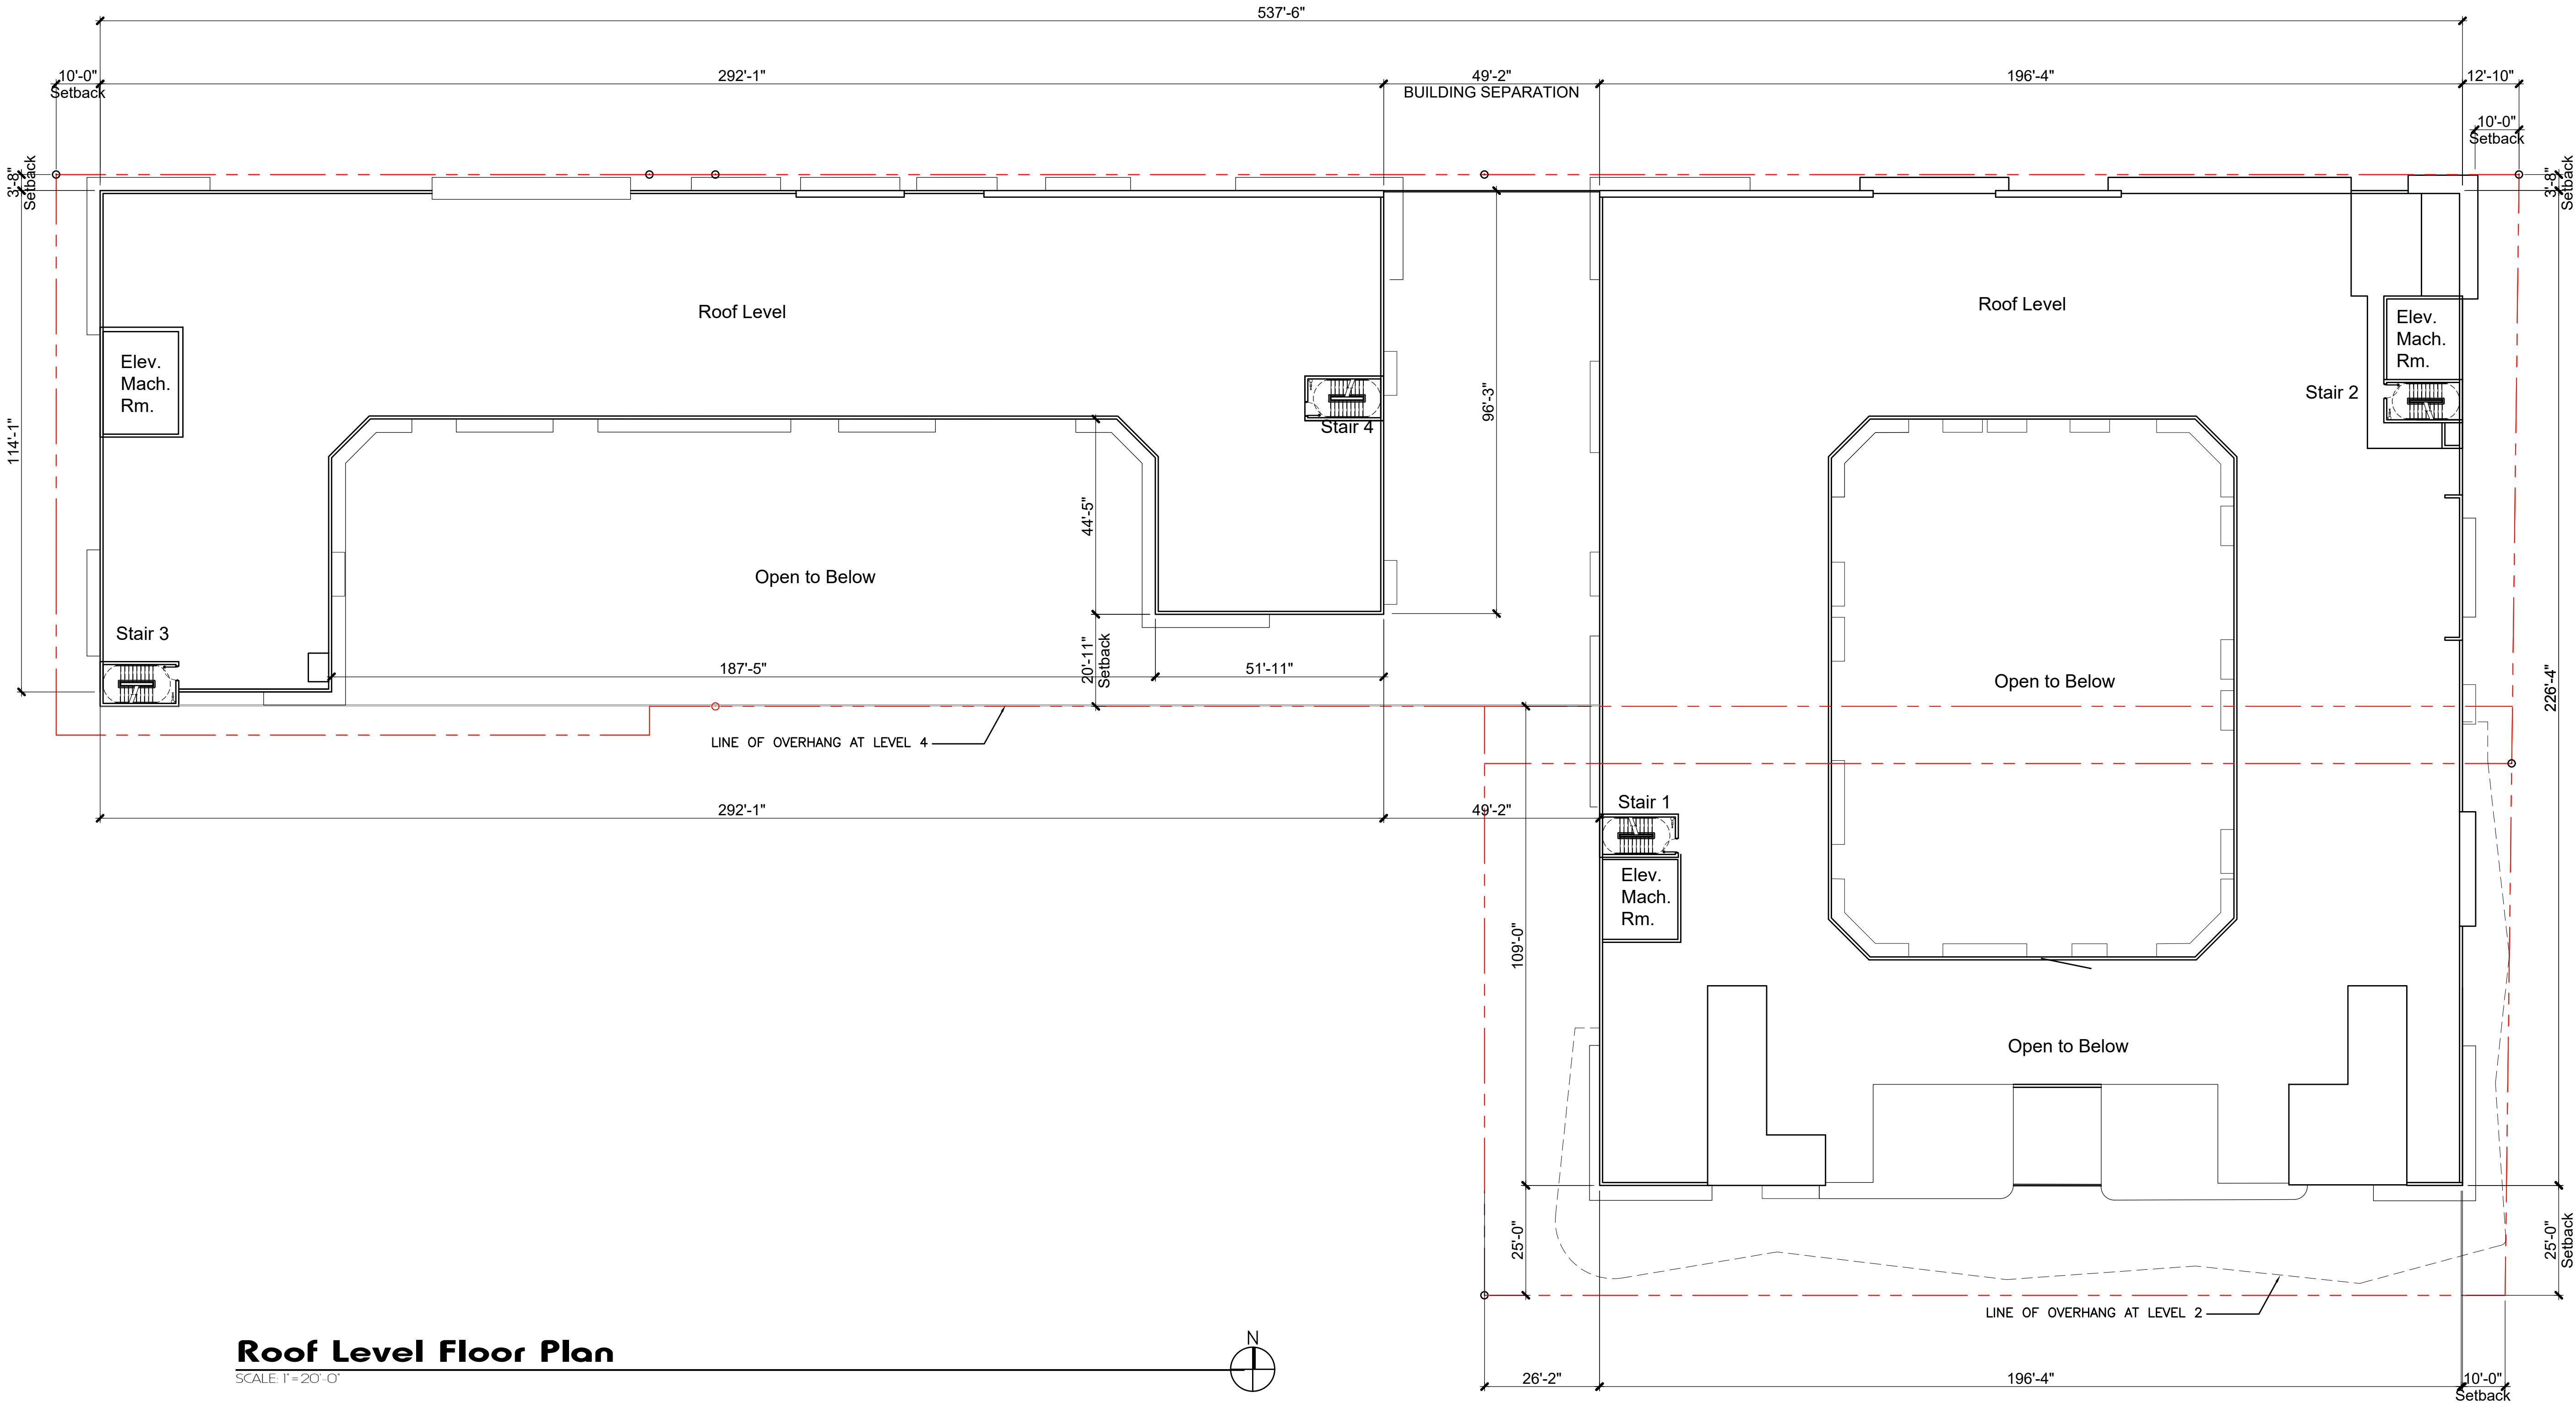 537'-6"
10'-0"
Setback
292'-1"
49'-2"
BUILDING SEPARATION
196'-4"
12'-10"
10'-0"
Setback
3'-8"
Setback
3'-8"
Setback
Roof Level
Roof Level
Elev.
Mach.
Rm.
Elev.
Mach.
Rm.
Stair 2
Stair 4
96'-3"
114'-1"
44'-5"
Open to Below
Stair 3
20'-11"
Setback
187'-5"
51'-11"
Open to Below
226'-4"
LINE OF OVERHANG AT LEVEL 4
292'-1"
49'-2"
Stair 1
Elev.
Mach.
Rm.
109'-0"
Open to Below
25'-0"
25'-0"
Setback
LINE OF OVERHANG AT LEVEL 2
N
Roof Level Floor Plan
SCALE: 1" = 20'-0"
26'-2"
196'-4"
10'-0"
Setback